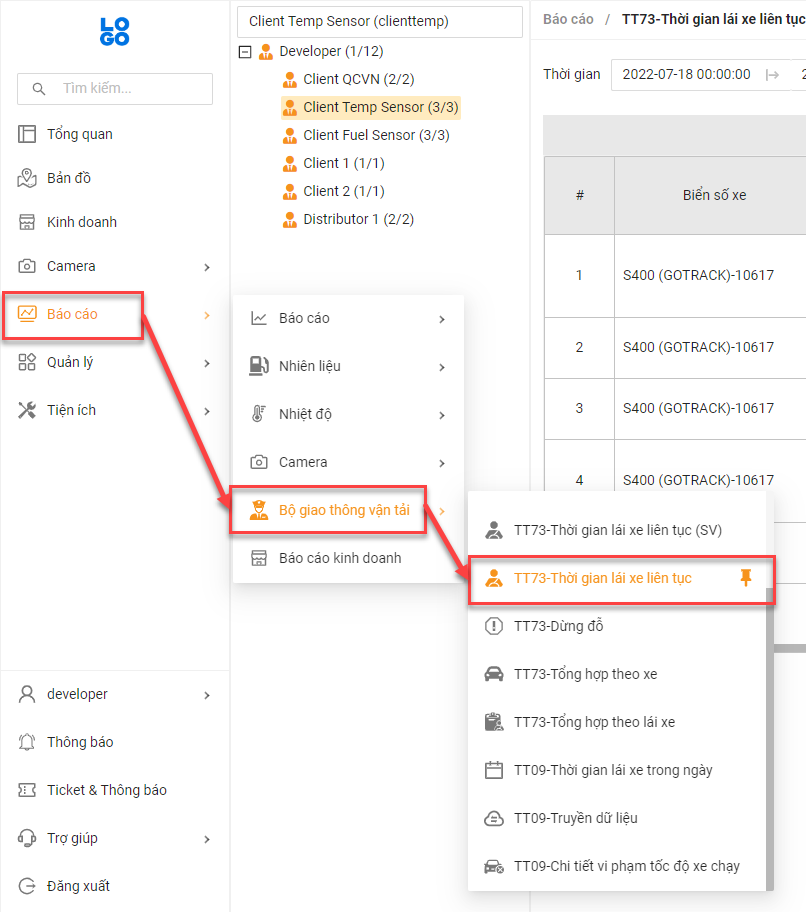 LO
GO
Tìm kiếm...
Tổng quan
Bản đồ
Kinh doanh
Camera
Báo cáo
Quản lý
Tiện ích
developer
Thông báo
Ticket & Thông báo
Trợ giúp
Đăng xuất
Client Temp Sensor (clienttemp)
Developer (1/12)
Client QCVN (2/2)
Client Temp Sensor (3/3)
Client Fuel Sensor (3/3)
Client 1 (1/1)
Client 2 (1/1)
Distributor 1 (2/2)
Báo cáo
Nhiên liệu
Nhiệt độ
Camera
Bộ giao thông vận tải
Báo cáo kinh doanh
TT73-Thời gian lái xe liên tục (SV)
TT73-Thời gian lái xe liên tục
TT73-Dừng đỗ
TT73-Tổng hợp theo xe
TT73-Tổng hợp theo lái xe
TT09-Thời gian lái xe trong ngày
TT09-Truyền dữ liệu
TT09-Chi tiết vi phạm tốc độ xe chạy
Báo cáo / TT73-Thời gian lái xe liên tục
Thời gian 2022-07-18 00:00:00 2
# Biển số xe
1 S400 (GOTRACK)-10617
2 S400 (GOTRACK)-10617
3 S400 (GOTRACK)-10617
4 S400 (GOTRACK)-10617